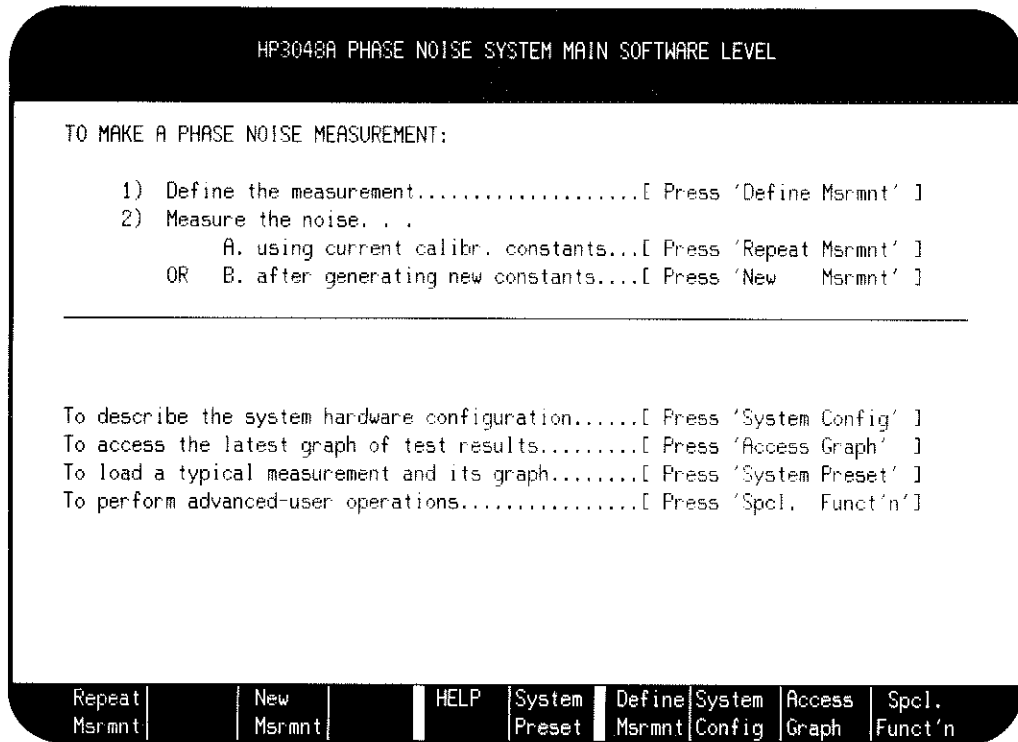 HP3048A PHASE NOISE SYSTEM MAIN SOFTWARE LEVEL
TO MAKE A PHASE NOISE MEASUREMENT:
1) Define the measurement....................[ Press 'Define Msrmnt' ]
2) Measure the noise. . .
A. using current calibr. constants...[ Press 'Repeat Msrmnt' ]
OR B. after generating new constants....[ Press 'New Msrmnt' ]
To describe the system hardware configuration......[ Press 'System Config' ]
To access the latest graph of test results.........[ Press 'Access Graph' ]
To load a typical measurement and its graph........[ Press 'System Preset' ]
To perform advanced-user operations................[ Press 'Spcl. Funct'n']
Repeat New HELP System Define System Access Spcl.
Msrmnt Msrmnt Preset Msrmnt Config Graph Funct'n